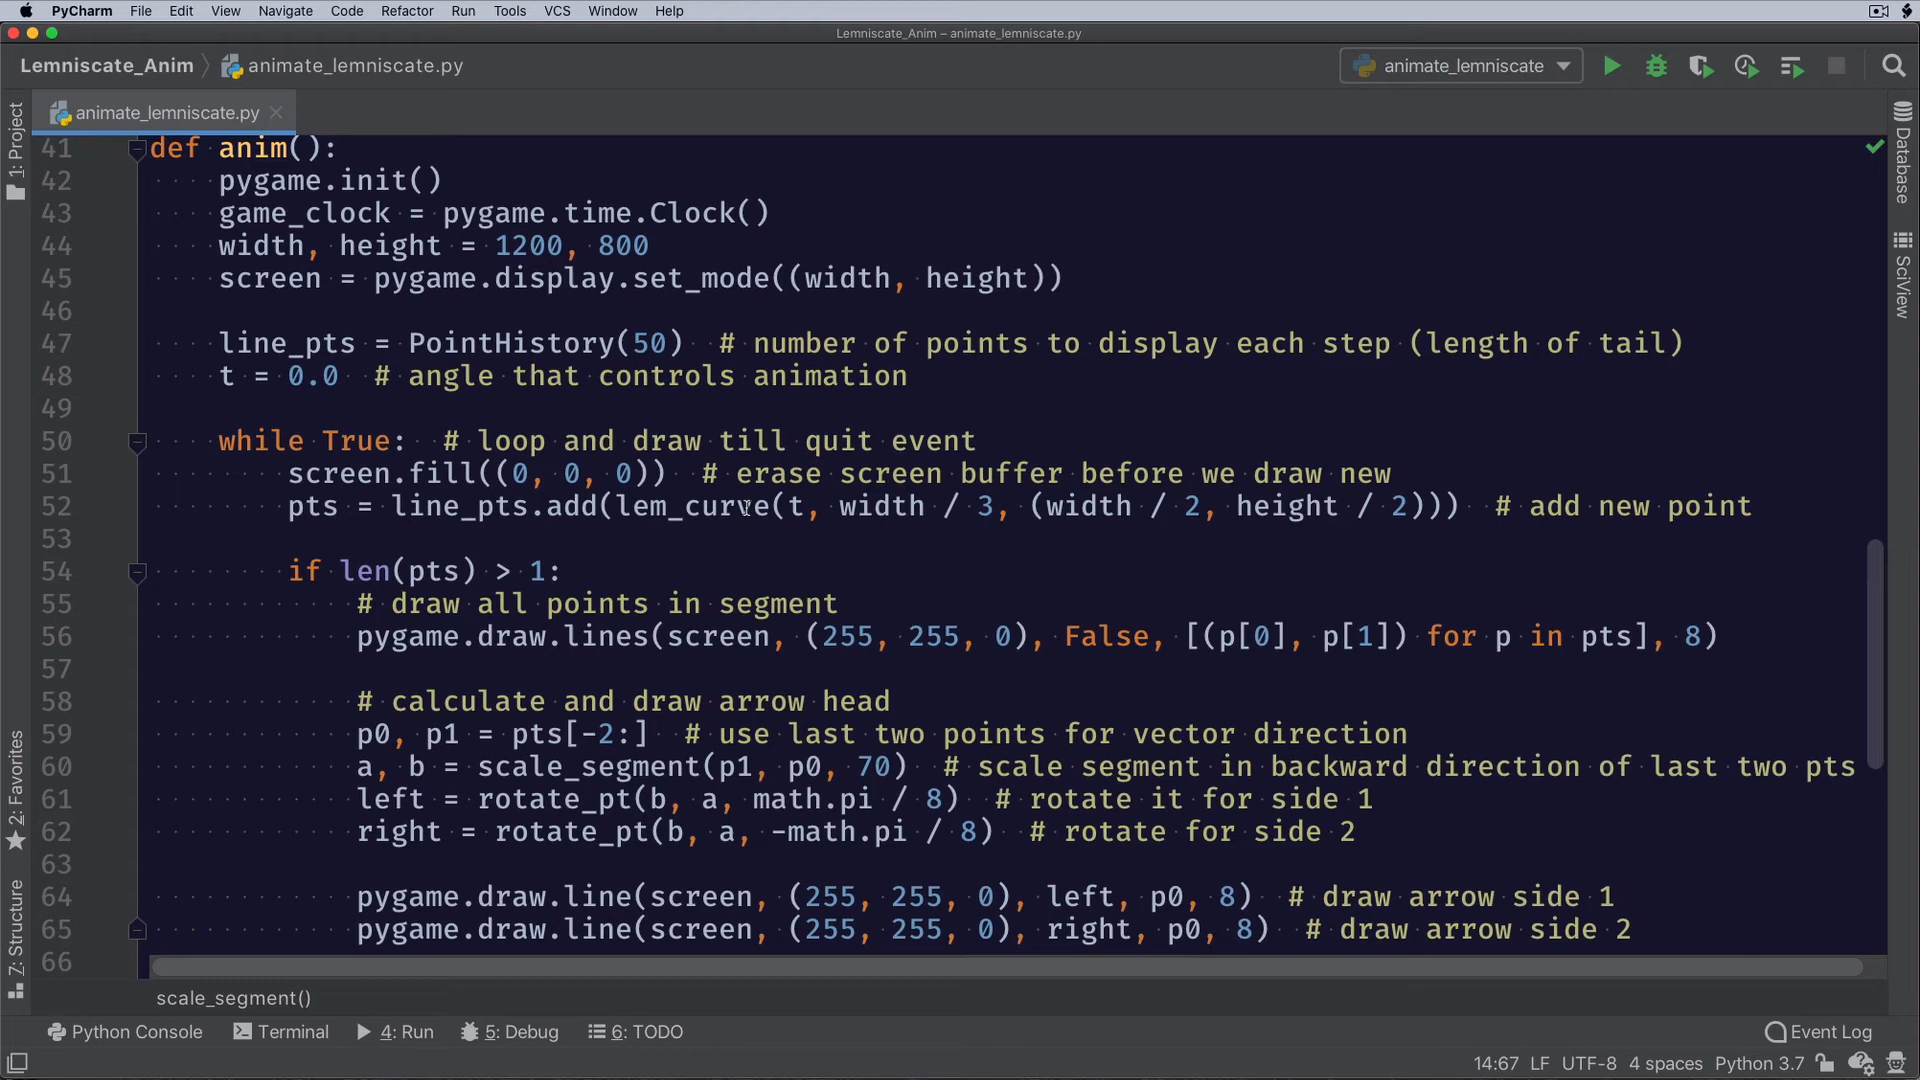 PyCharm File Edit View Navigate Code Refactor Run Tools VCS Window Help
Lemniscate_Anim – animate_lemniscate.py
Lemniscate_Anim animate_lemniscate.py animate_lemniscate
animate_lemniscate.py
1: Project
2: Favorites
Z: Structure
Database
SciView
41 def anim():
42 pygame.init()
43 game_clock = pygame.time.Clock()
44 width, height = 1200, 800
45 screen = pygame.display.set_mode((width, height))
46
47 line_pts = PointHistory(50)  # number of points to display each step (length of tail)
48 t = 0.0  # angle that controls animation
49
50 while True:  # loop and draw till quit event
51 screen.fill((0, 0, 0))  # erase screen buffer before we draw new
52 pts = line_pts.add(lem_curve(t, width / 3, (width / 2, height / 2)))  # add new point
53
54 if len(pts) > 1:
55 # draw all points in segment
56 pygame.draw.lines(screen, (255, 255, 0), False, [(p[0], p[1]) for p in pts], 8)
57
58 # calculate and draw arrow head
59 p0, p1 = pts[-2:]  # use last two points for vector direction
60 a, b = scale_segment(p1, p0, 70)  # scale segment in backward direction of last two pts
61 left = rotate_pt(b, a, math.pi / 8)  # rotate it for side 1
62 right = rotate_pt(b, a, -math.pi / 8)  # rotate for side 2
63
64 pygame.draw.line(screen, (255, 255, 0), left, p0, 8)  # draw arrow side 1
65 pygame.draw.line(screen, (255, 255, 0), right, p0, 8)  # draw arrow side 2
66
scale_segment()
Python Console Terminal 4: Run 5: Debug 6: TODO Event Log
14:67 LF UTF-8 4 spaces Python 3.7